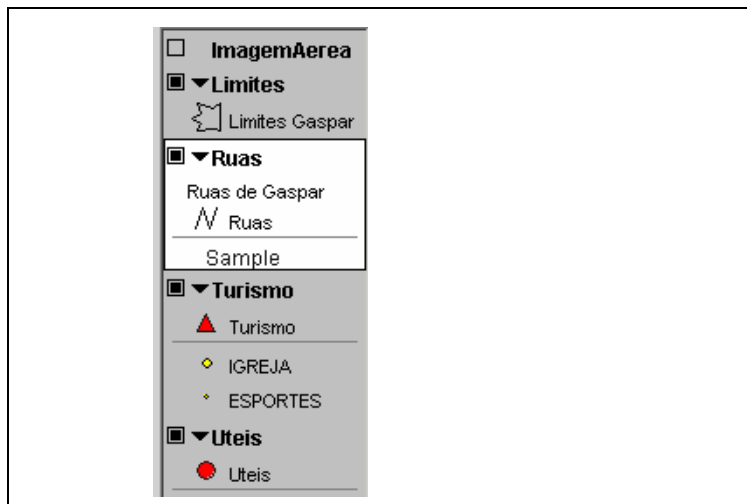 ImagemAerea
Limites
Limites Gaspar
Ruas
Ruas de Gaspar
Ruas
Sample
Turismo
Turismo
IGREJA
ESPORTES
Uteis
Uteis